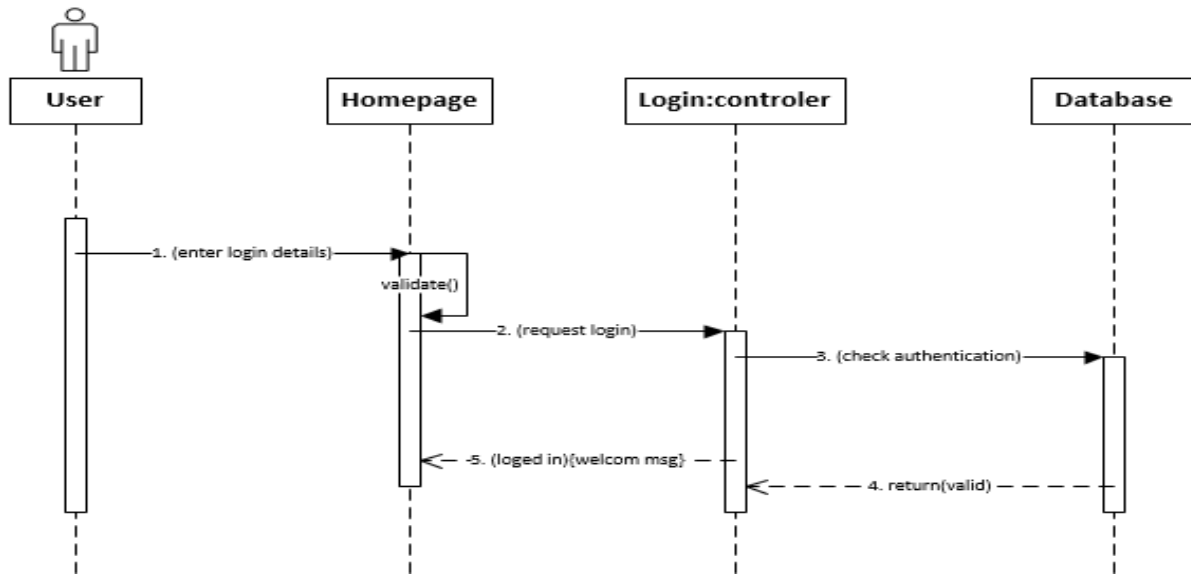 User
Homepage
Login:controler
Database
1. (enter login details)
validate()
2. (request login)
3. (check authentication)
5. (loged in){welcom msg}
4. return(valid)